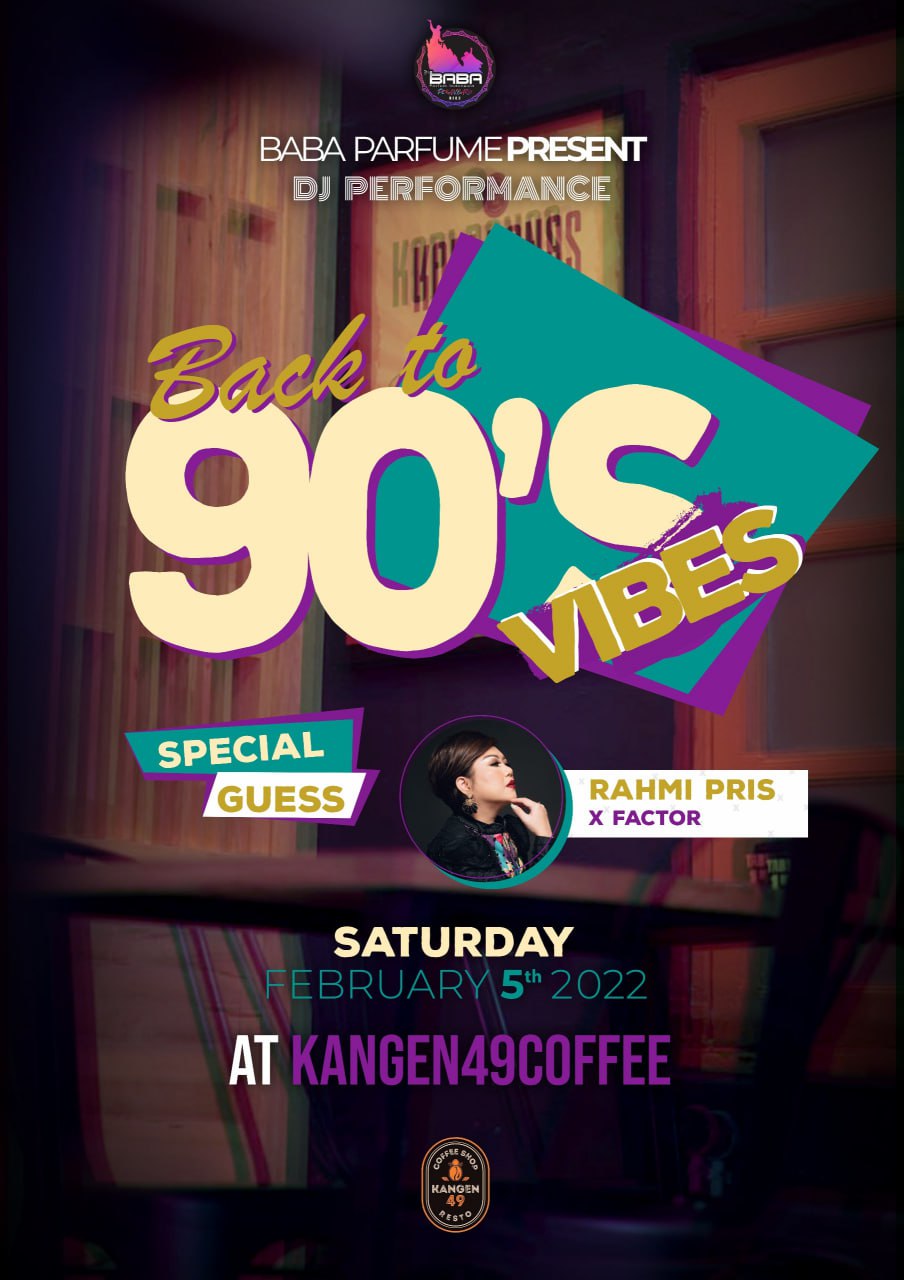 BABA
BABA PARFUME PRESENT
DJ PERFORMANCE
Back to
90'S
VIBES
SPECIAL
GUESS
RAHMI PRIS
X FACTOR
SATURDAY
FEBRUARY 5th 2022
AT KANGEN49COFFEE
COFFEE SHOP
KANGEN
49
RESTO